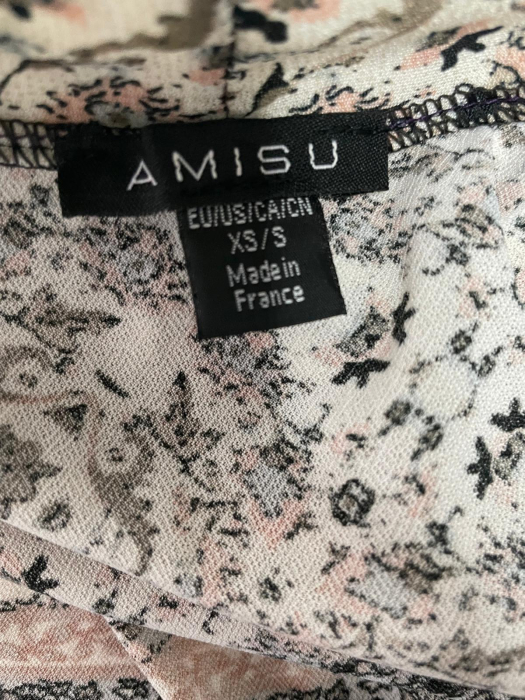 AMISU
EU/US/CA/CN
XS/S
Made in
France